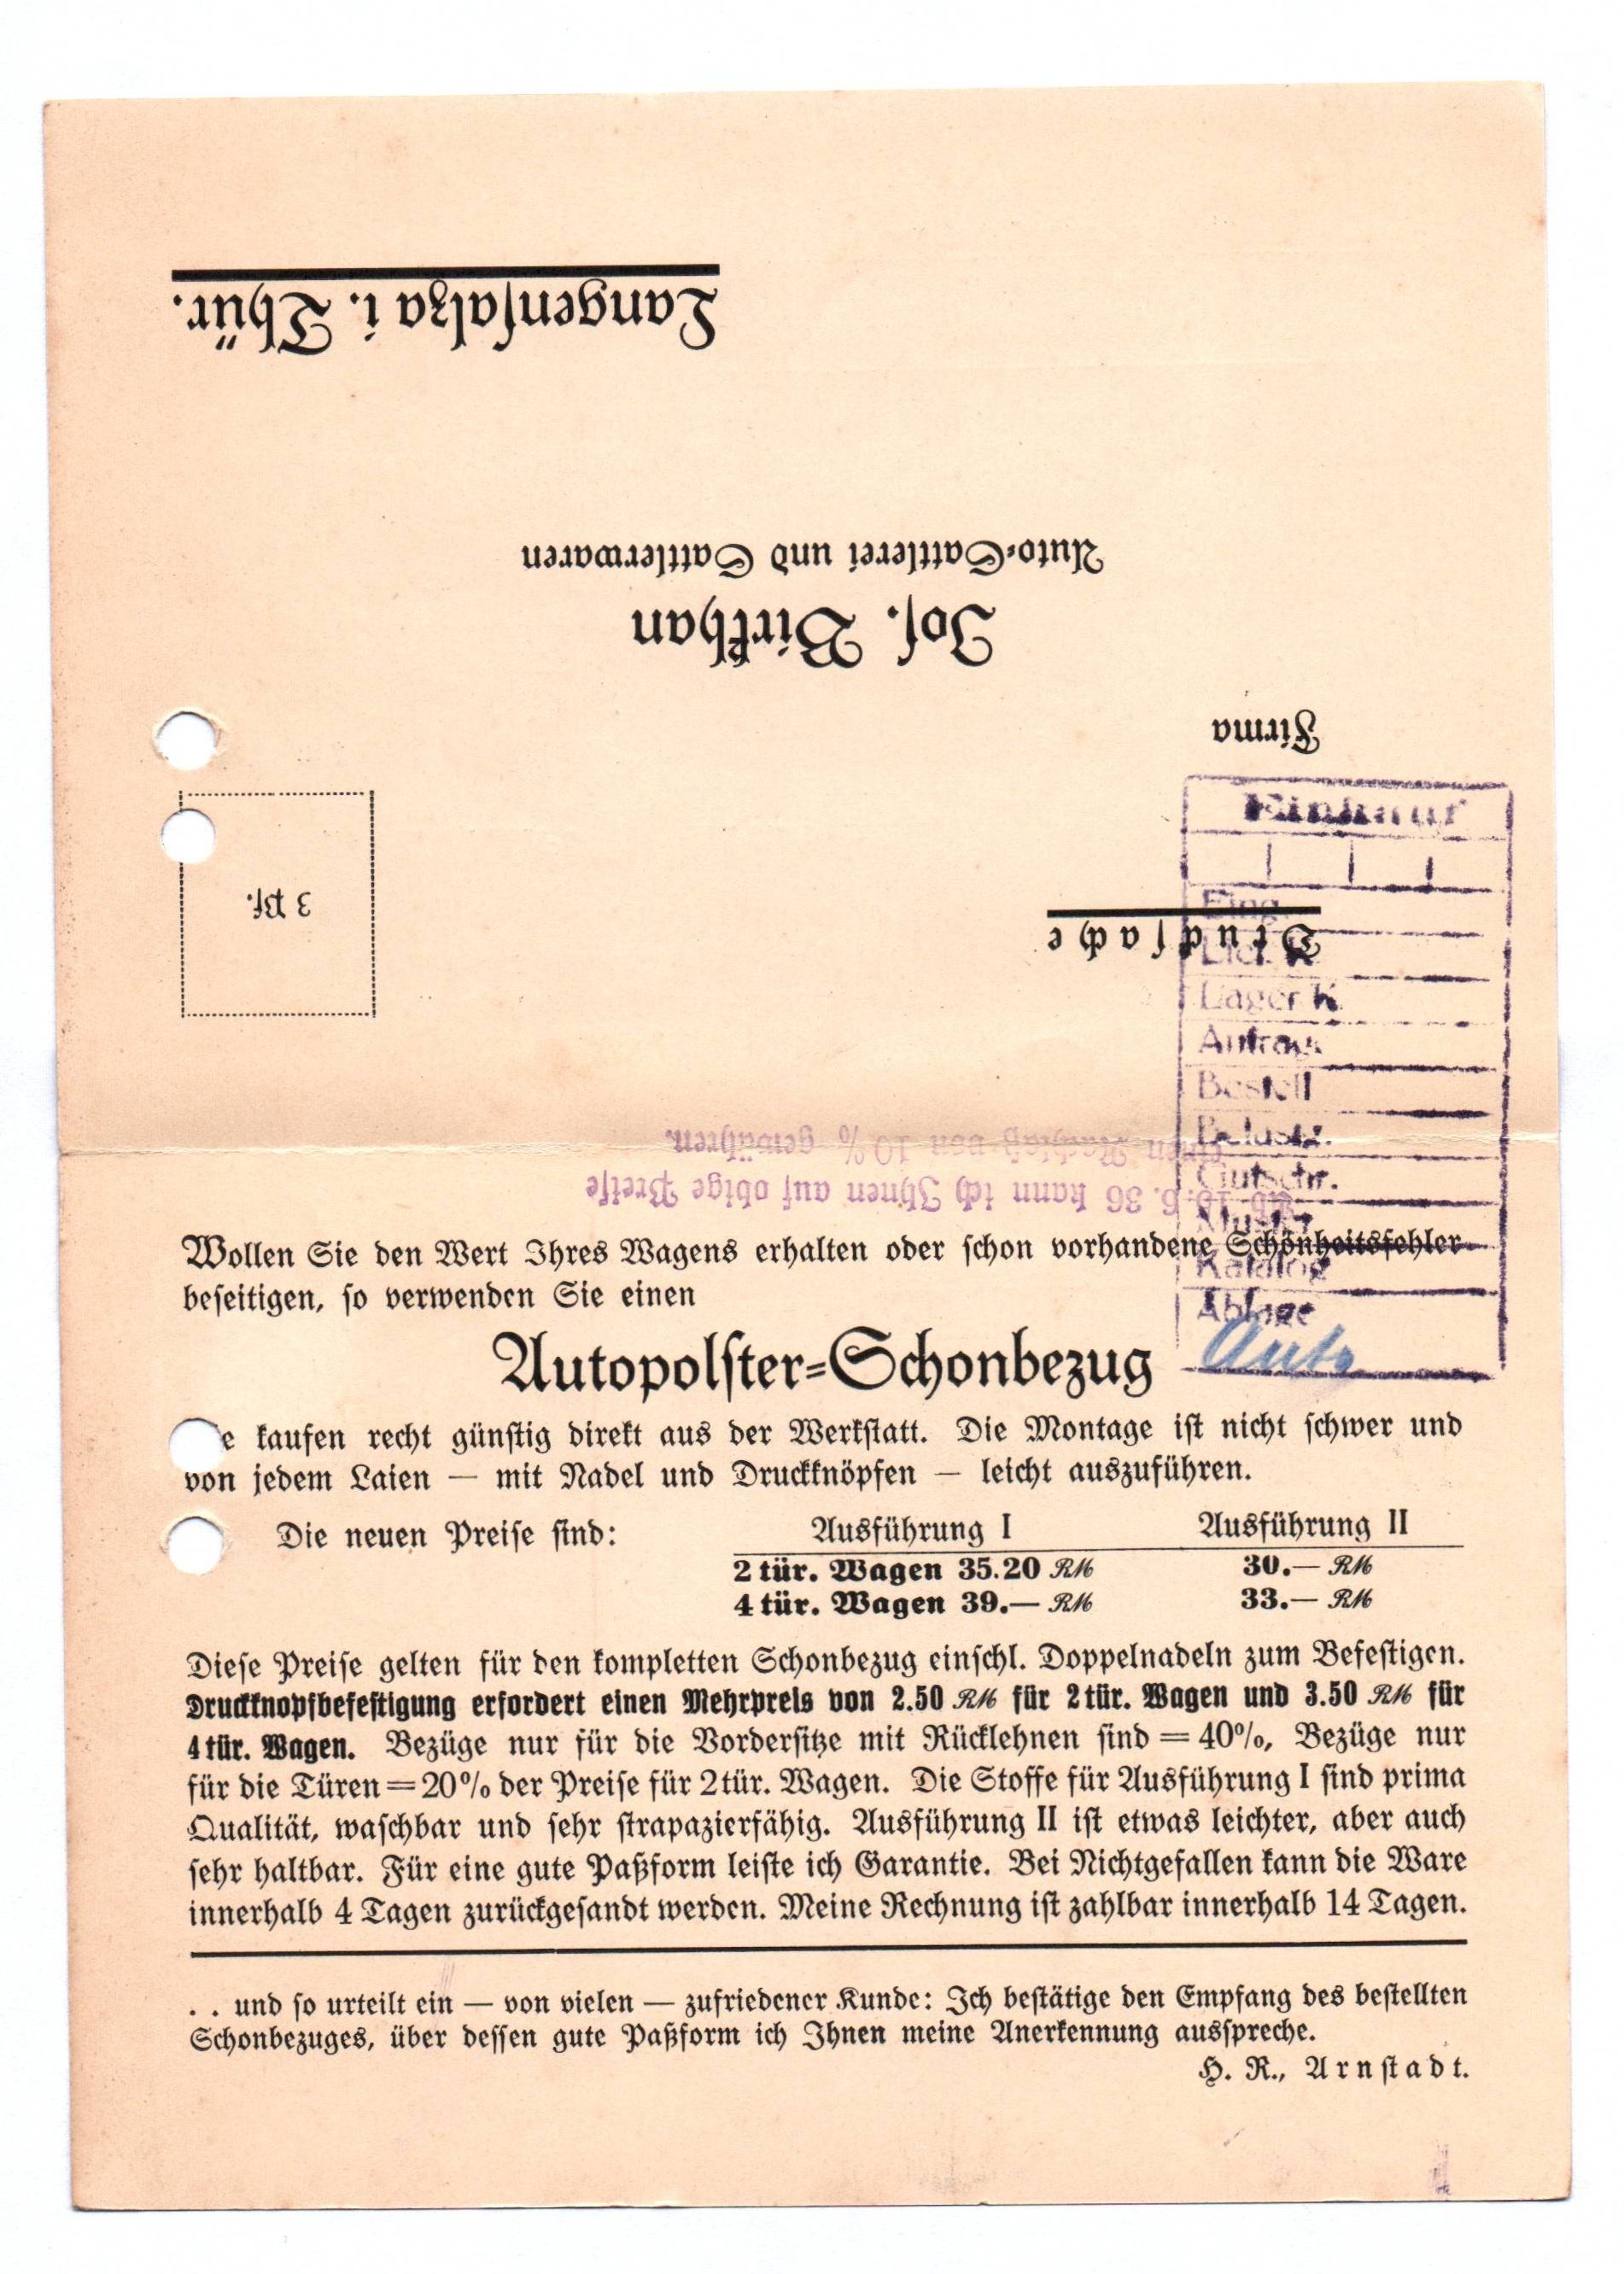 Langensalza i. Thür.
Auto-Sattlerei und Sattlerwaren
Jos. Birkhan
Firma
3 Pf.
Drucksache
Eing.
Lager K.
Auftrag
Bestell
Belastg.
Gutschr.
Muster
Katalog
Ablage
Auto
Ab 15. 6. 36 kann ich Ihnen auf obige Preise
einen Nachlaß von 10 % gewähren.
Wollen Sie den Wert Ihres Wagens erhalten oder schon vorhandene Schönheitsfehler
beseitigen, so verwenden Sie einen
Autopolster-Schonbezug
e kaufen recht günstig direkt aus der Werkstatt. Die Montage ist nicht schwer und
von jedem Laien — mit Nadel und Druckknöpfen — leicht auszuführen.
Die neuen Preise sind: Ausführung I Ausführung II
2 tür. Wagen 35.20 RM 30.— RM
4 tür. Wagen 39.— RM 33.— RM
Diese Preise gelten für den kompletten Schonbezug einschl. Doppelnadeln zum Befestigen.
Druckknopfbefestigung erfordert einen Mehrpreis von 2.50 RM für 2 tür. Wagen und 3.50 RM für
4 tür. Wagen. Bezüge nur für die Vordersitze mit Rücklehnen sind = 40%, Bezüge nur
für die Türen = 20% der Preise für 2 tür. Wagen. Die Stoffe für Ausführung I sind prima
Qualität, waschbar und sehr strapazierfähig. Ausführung II ist etwas leichter, aber auch
sehr haltbar. Für eine gute Paßform leiste ich Garantie. Bei Nichtgefallen kann die Ware
innerhalb 4 Tagen zurückgesandt werden. Meine Rechnung ist zahlbar innerhalb 14 Tagen.
. . und so urteilt ein — von vielen — zufriedener Kunde: Ich bestätige den Empfang des bestellten
Schonbezuges, über dessen gute Paßform ich Ihnen meine Anerkennung ausspreche.
H. R., Arnstadt.